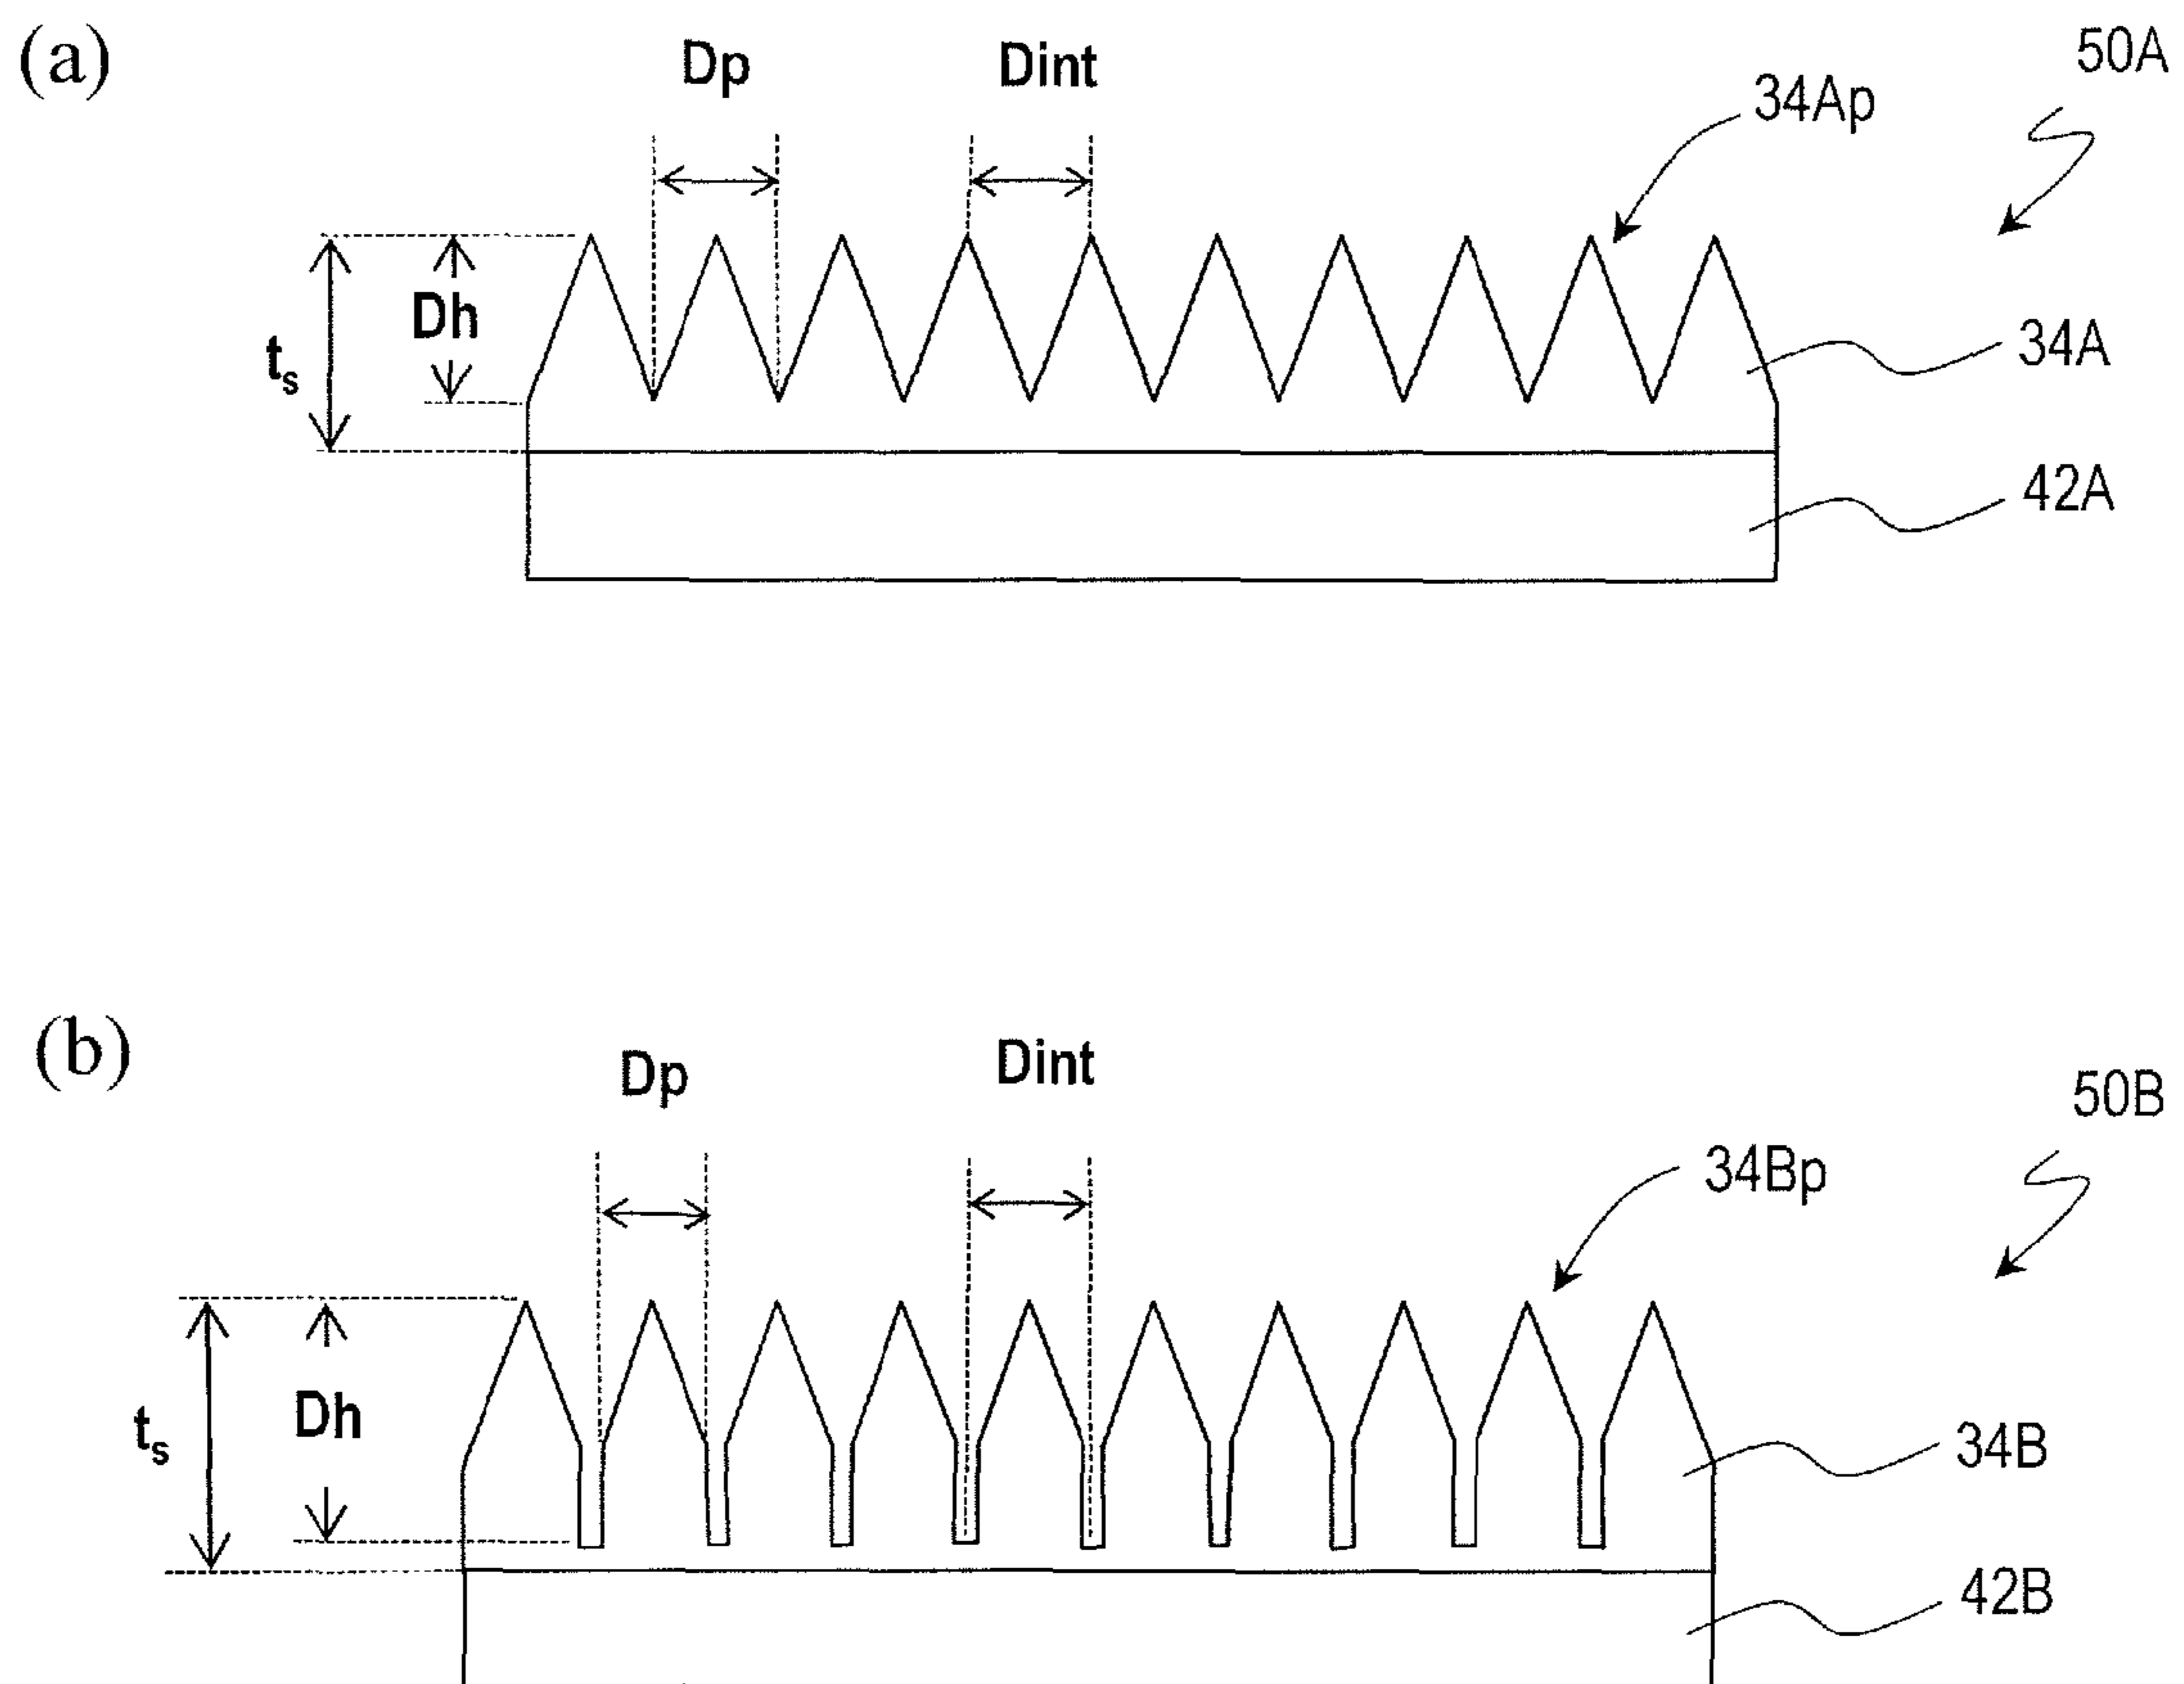 (a)
Dp
Dint
34Ap
50A
Dh
ts
34A
42A
(b)
Dp
Dint
34Bp
50B
Dh
ts
34B
42B